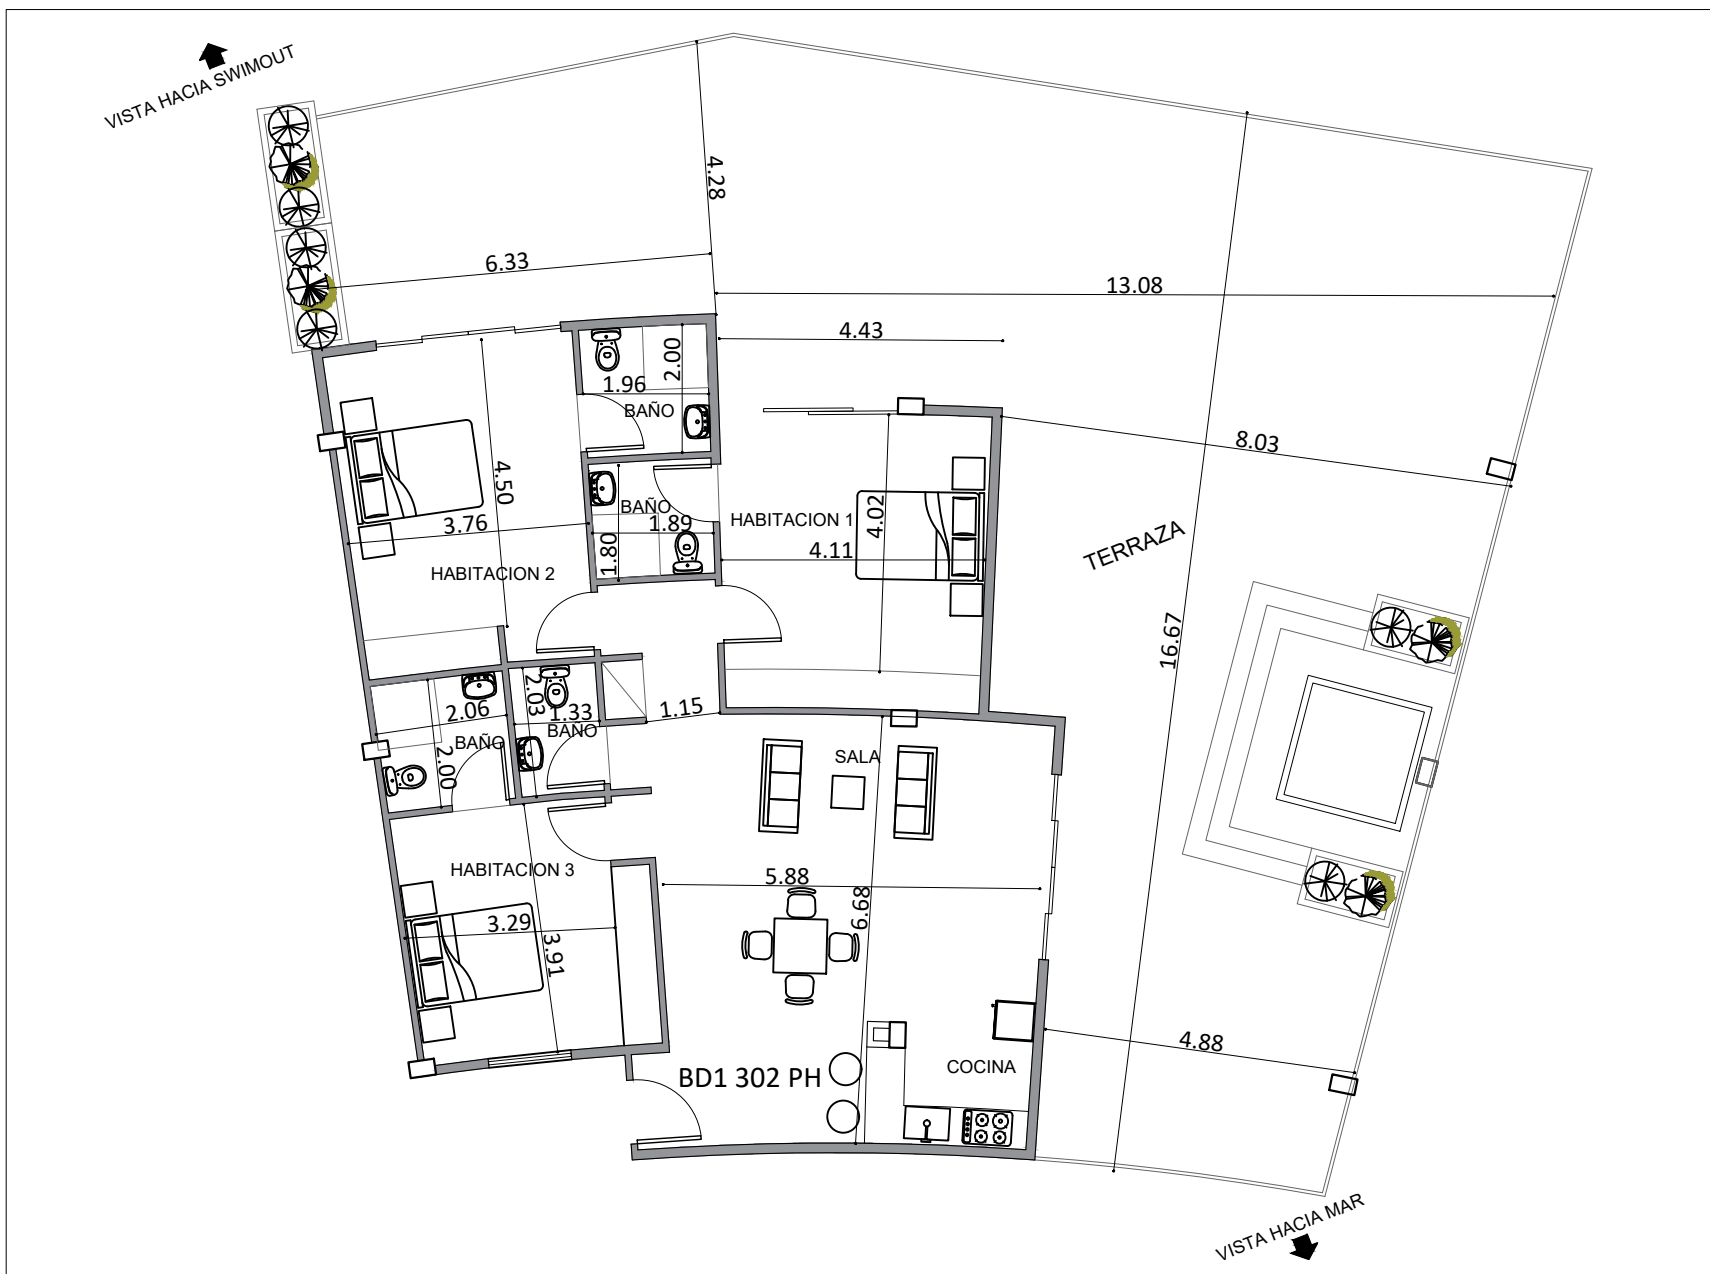 VISTA HACIA SWIMOUT
4.28
6.33
13.08
4.43
2.00
1.96
BAÑO
8.03
4.50
4.02
BAÑO
3.76
1.89
HABITACION 1
4.11
1.80
TERRAZA
HABITACION 2
16.67
2.03
2.06
1.33
1.15
BAÑO
BAÑO
2.00
SALA
HABITACION 3
5.88
6.68
3.29
3.91
4.88
BD1 302 PH
COCINA
VISTA HACIA MAR